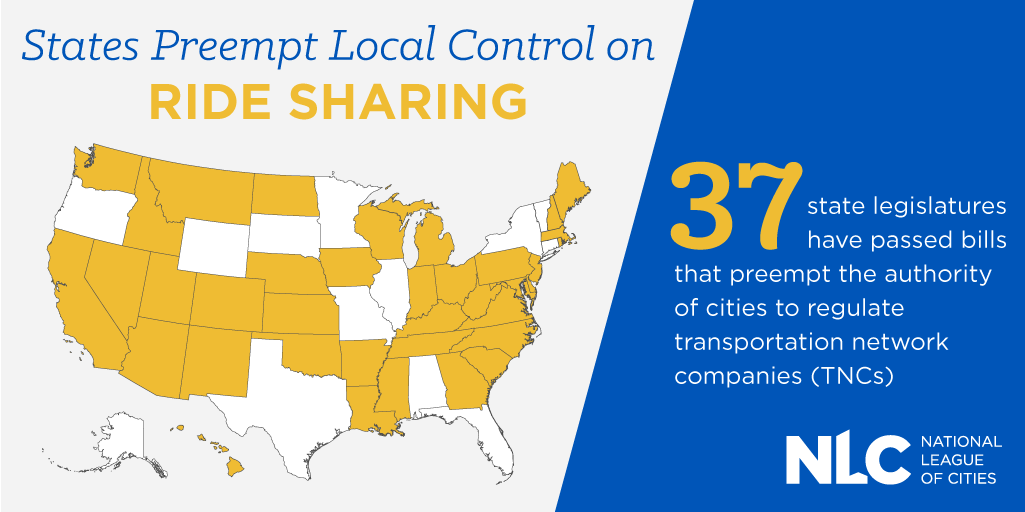 States Preempt Local Control on
RIDE SHARING
37
state legislatures
have passed bills
that preempt the authority
of cities to regulate
transportation network
companies (TNCs)
NLC
NATIONAL
LEAGUE
OF CITIES